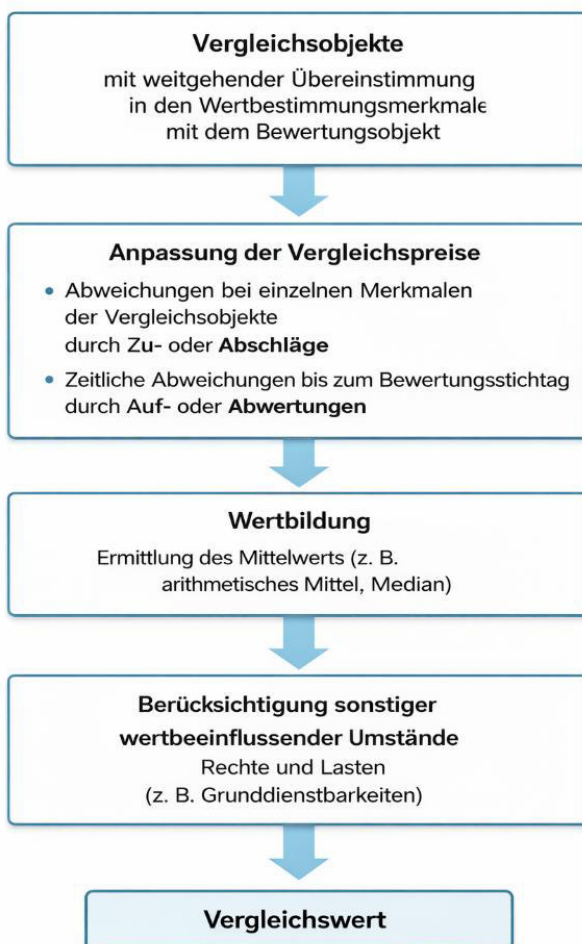 Vergleichsobjekte
mit weitgehender Übereinstimmung
in den Wertbestimmungsmerkmale
mit dem Bewertungsobjekt
Anpassung der Vergleichspreise
• Abweichungen bei einzelnen Merkmalen
der Vergleichsobjekte
durch Zu- oder Abschläge
• Zeitliche Abweichungen bis zum Bewertungsstichtag
durch Auf- oder Abwertungen
Wertbildung
Ermittlung des Mittelwerts (z. B.
arithmetisches Mittel, Median)
Berücksichtigung sonstiger
wertbeeinflussender Umstände
Rechte und Lasten
(z. B. Grunddienstbarkeiten)
Vergleichswert